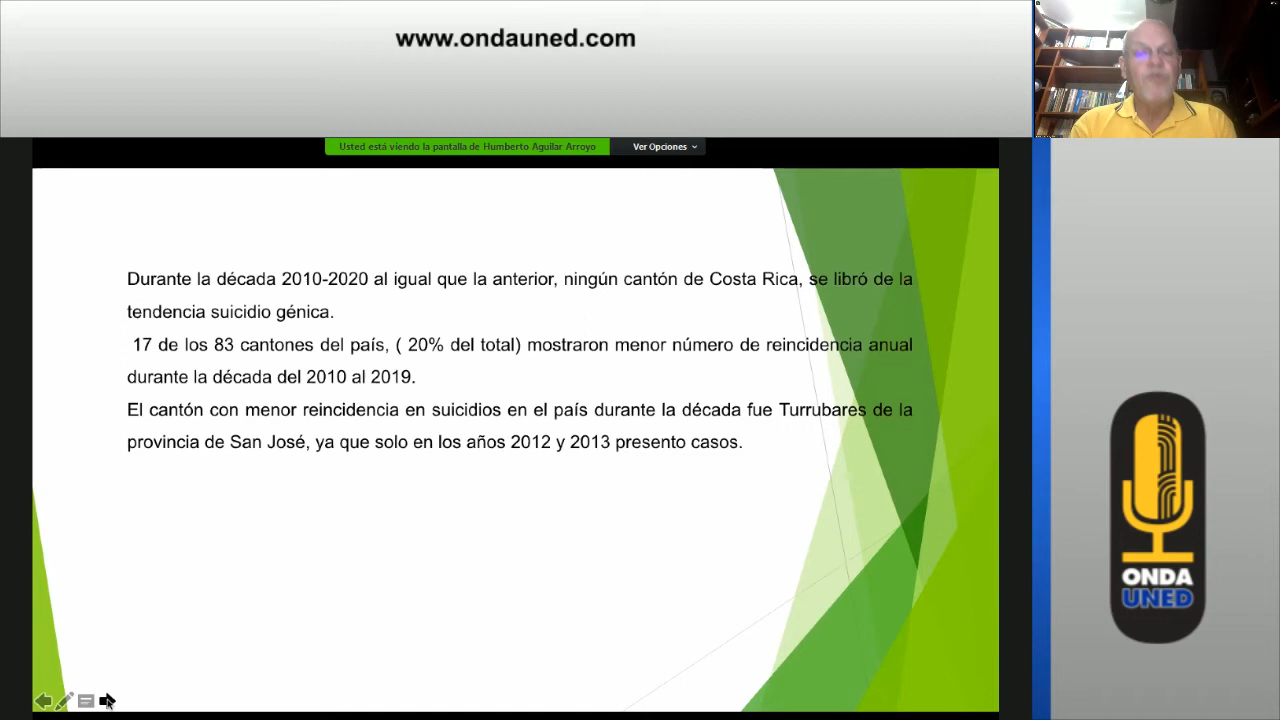 www.ondauned.com
Usted está viendo la pantalla de Humberto Aguilar Arroyo
Ver Opciones
Durante la década 2010-2020 al igual que la anterior, ningún cantón de Costa Rica, se libró de la
tendencia suicidio génica.
17 de los 83 cantones del país, ( 20% del total) mostraron menor número de reincidencia anual
durante la década del 2010 al 2019.
El cantón con menor reincidencia en suicidios en el país durante la década fue Turrubares de la
provincia de San José, ya que solo en los años 2012 y 2013 presento casos.
ONDA
UNED